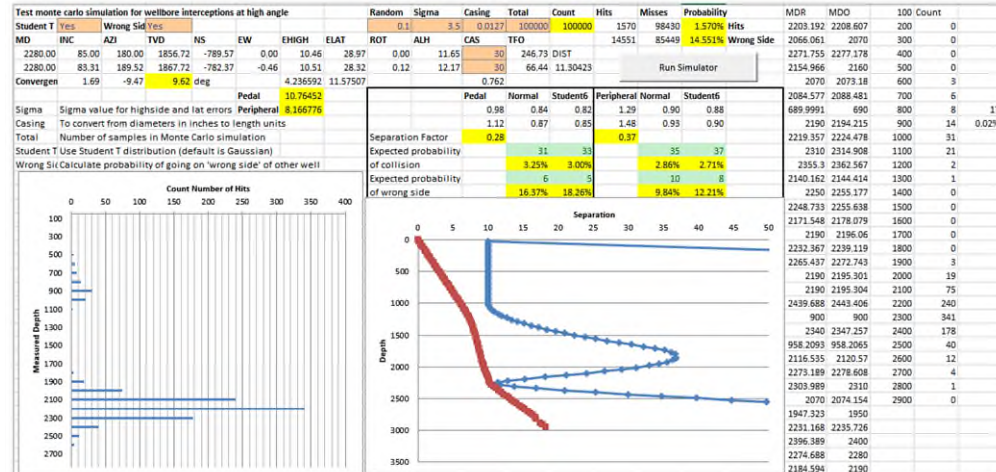 Test monte carlo simulation for wellbore interceptions at high angle Random Sigma Casing Total Count Hits Misses Probability MDR MDO 100 Count
Student T Yes Wrong Sid Yes 0.1 3.5 0.0127 100000 100000 1570 98430 1.570% Hits 2203.192 2208.607 200 0
MD INC AZI TVD NS EW EHIGH ELAT ROT ALH CAS TFO 14551 85449 14.551% Wrong Side 2066.061 2070 300 0
2280.00 85.00 180.00 1856.72 -789.57 0.00 10.46 28.97 0.00 11.65 30 246.73 DIST 2271.755 2277.178 400 0
2280.00 83.31 189.52 1867.72 -782.37 -0.46 10.51 28.32 0.12 12.17 30 66.44 11.30423 Run Simulator 2154.966 2160 500 0
Convergen 1.69 -9.47 9.62 deg 4.236592 11.57507 0.762 2070 2073.18 600 3
Pedal 10.76452 Pedal Normal Student6 Peripheral Normal Student6 2084.577 2088.481 700 6
Sigma Sigma value for highside and lat errors Peripheral 8.166776 0.98 0.84 0.82 1.29 0.90 0.88 689.9991 690 800 8
Casing To convert from diameters in inches to length units 1.12 0.87 0.85 1.48 0.93 0.90 2190 2194.215 900 14 0.02%
Total Number of samples in Monte Carlo simulation Separation Factor 0.28 0.37 2219.357 2224.478 1000 31
Student T Use Student T distribution (default is Gaussian) Expected probability 31 33 35 37 2310 2314.908 1100 21
Wrong Sic Calculate probability of going on 'wrong side' of other well of collision 3.25% 3.00% 2.86% 2.71% 2355.3 2362.567 1200 2
Expected probability 6 5 10 8 2140.162 2144.414 1300 1
of wrong side 16.37% 18.26% 9.84% 12.21% 2250 2255.177 1400 0
2248.733 2255.638 1500 0
2171.548 2178.079 1600 0
2190 2196.06 1700 0
2232.367 2239.119 1800 0
2265.437 2272.743 1900 3
2190 2195.301 2000 19
2190 2195.304 2100 75
2439.688 2443.406 2200 240
900 900 2300 341
2340 2347.257 2400 178
958.2093 958.2065 2500 40
2116.535 2120.57 2600 12
2273.189 2278.608 2700 4
2303.989 2310 2800 1
2070 2074.154 2900 0
1947.323 1950
2231.168 2235.726
2396.389 2400
2274.688 2280
2184.594 2190
Count Number of Hits
0 50 100 150 200 250 300 350 400
Measured Depth
100
300
500
700
900
1100
1300
1500
1900
2100
2300
2500
2700
Separation
0 5 10 15 20 25 30 35 40 45 50
Depth
0
500
1000
1500
2000
2500
3000
3500